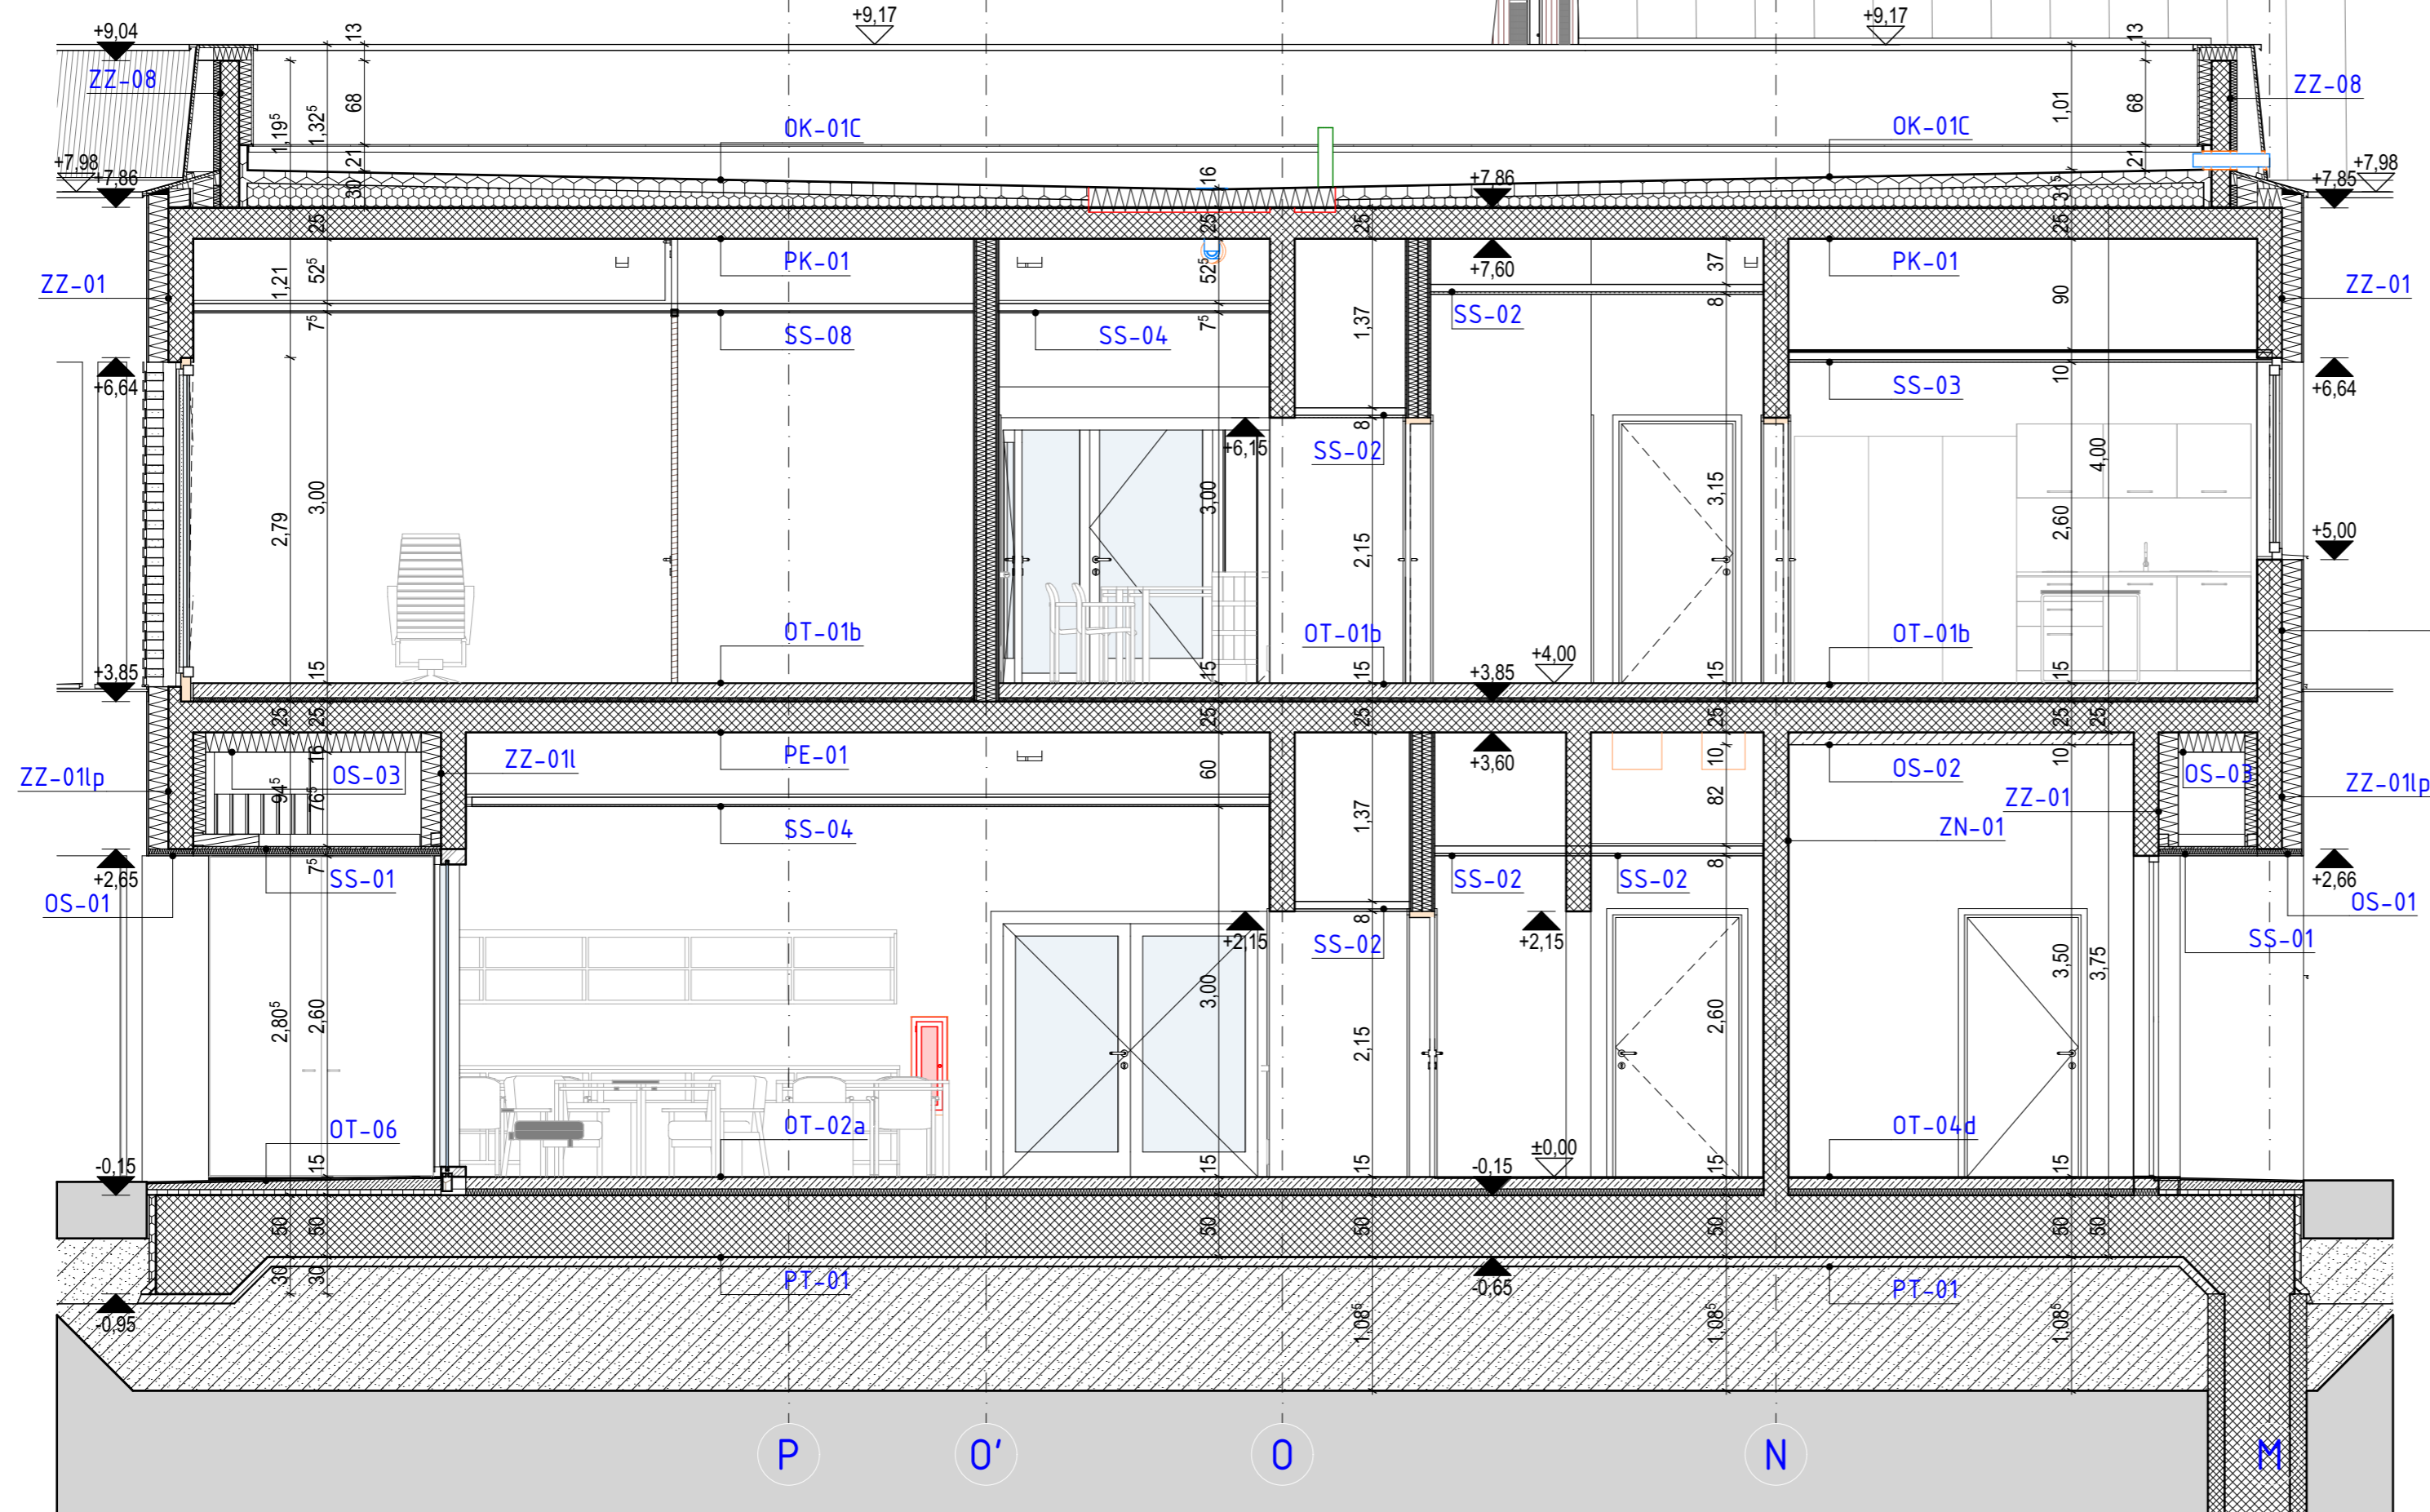 +9,04
+9,17
+9,17
13
13
ZZ-08
ZZ-08
1,19⁵
1,32⁵
68
1,01
68
OK-01C
OK-01C
+7,98
+7,86
21
30
16
+7,86
21
31⁵
+7,98
+7,85
25
25
25
25
ZZ-01
1,21
52⁵
PK-01
52⁵
+7,60
37
PK-01
90
ZZ-01
7⁵
SS-08
7⁵
SS-04
1,37
SS-02
8
+6,64
SS-03
10
+6,64
8
+6,15
SS-02
2,79
3,00
3,00
2,15
3,15
2,60
4,00
+5,00
OT-01b
OT-01b
OT-01b
+3,85
15
15
15
+3,85
+4,00
15
15
25
25
25
25
25
25
25
ZZ-01lp
94⁵
16
76⁵
OS-03
ZZ-01l
PE-01
60
+3,60
10
82
OS-02
10
OS-03
ZZ-01
ZZ-01lp
SS-04
1,37
ZN-01
+2,65
7⁵
SS-01
OS-01
SS-02
SS-02
8
+2,66
OS-01
8
+2,15
SS-02
+2,15
SS-01
2,80⁵
2,60
3,00
2,15
2,60
3,50
3,75
OT-06
OT-02a
OT-04d
-0,15
15
15
15
-0,15
±0,00
15
15
50
50
50
50
50
50
50
30
30
PT-01
-0,65
PT-01
-0,95
1,08⁵
1,08⁵
1,08⁵
P
O'
O
N
M